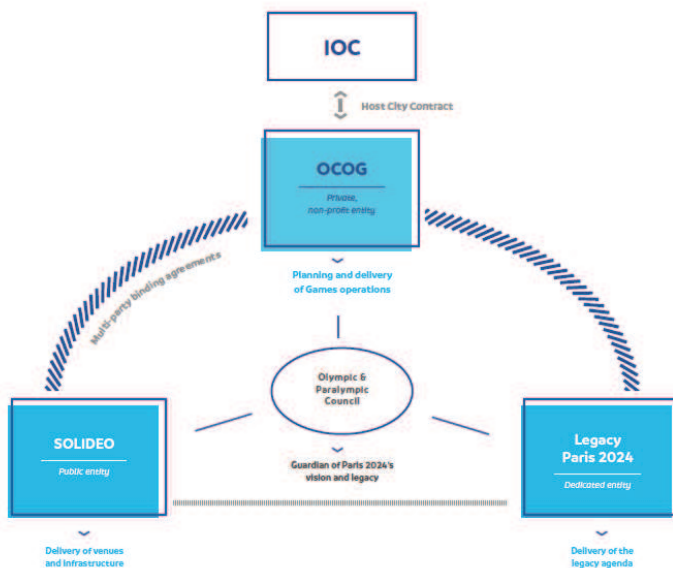 IOC
Host City Contract
OCOG
Private,
non-profit entity
Planning and delivery
of Games operations
Multi-party binding agreements
Olympic &
Paralympic
Council
Guardian of Paris 2024's
vision and legacy
SOLIDEO
Public entity
Delivery of venues
and infrastructure
Legacy
Paris 2024
Dedicated entity
Delivery of the
legacy agenda